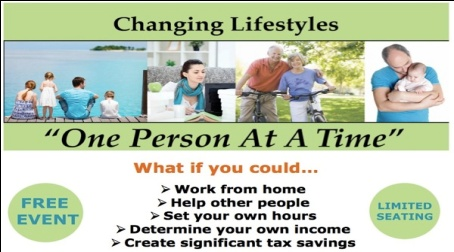 Changing Lifestyles
“One Person At A Time”
What if you could...
➢ Work from home
➢ Help other people
➢ Set your own hours
➢ Determine your own income
➢ Create significant tax savings
FREE
EVENT
LIMITED
SEATING